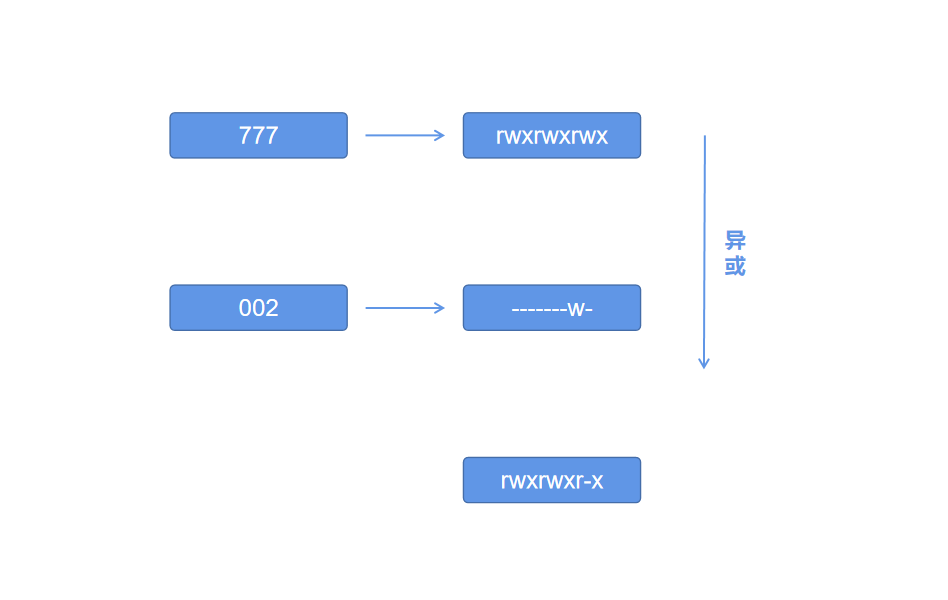 777
rwxrwxrwx
异
或
002
-------w-
rwxrwxr-x